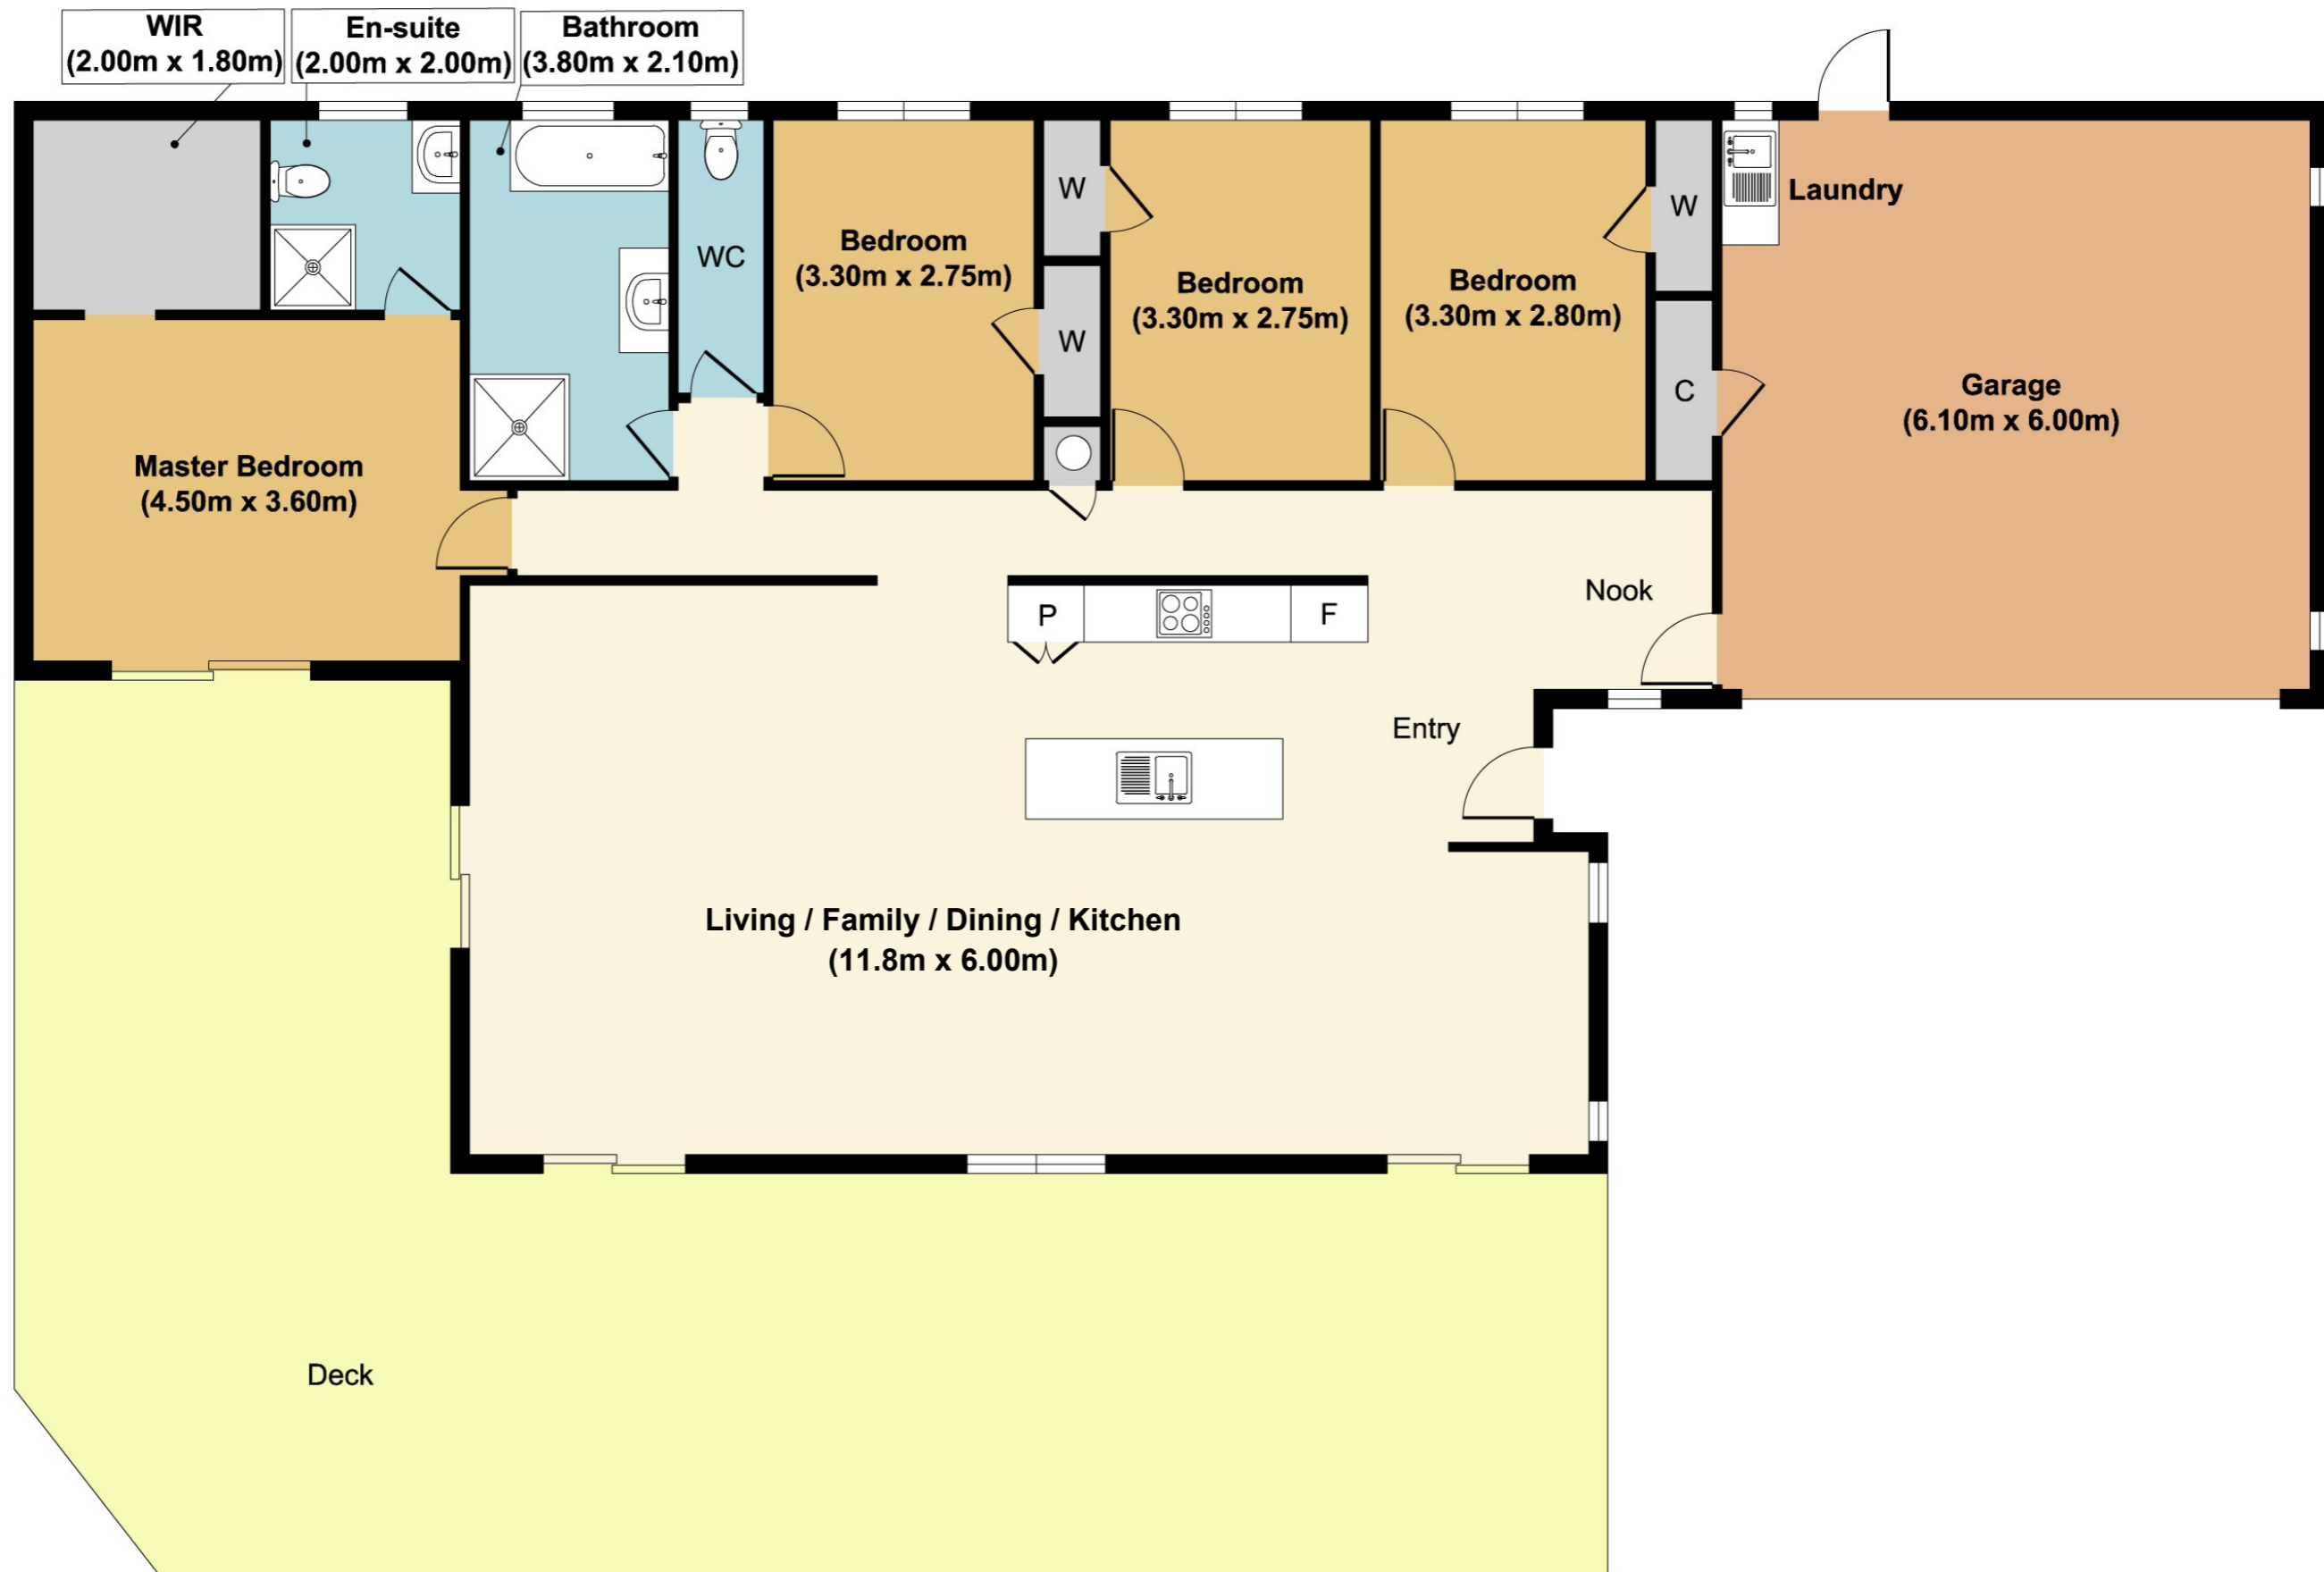 WIR
(2.00m x 1.80m)
En-suite
(2.00m x 2.00m)
Bathroom
(3.80m x 2.10m)
W
W
Laundry
WC
Bedroom
(3.30m x 2.75m)
Bedroom
(3.30m x 2.75m)
Bedroom
(3.30m x 2.80m)
W
C
Garage
(6.10m x 6.00m)
Master Bedroom
(4.50m x 3.60m)
P
F
Nook
Entry
Living / Family / Dining / Kitchen
(11.8m x 6.00m)
Deck